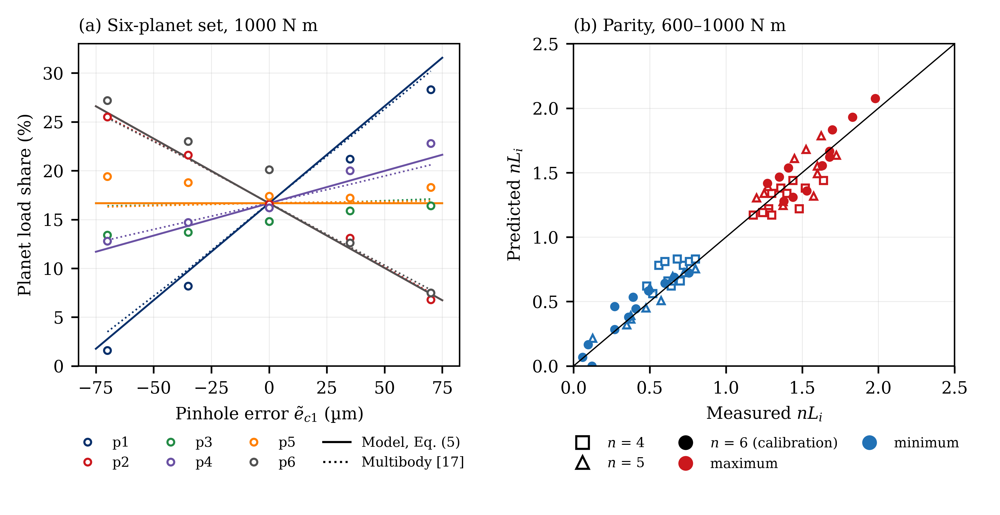 (a) Six-planet set, 1000 N m
Planet load share (%)
30
25
20
15
10
5
0
−75 −50 −25 0 25 50 75
Pinhole error ẽc1 (µm)
p1 p3 p5 Model, Eq. (5)
p2 p4 p6 Multibody [17]
(b) Parity, 600–1000 N m
Predicted nLi
2.5
2.0
1.5
1.0
0.5
0.0
0.0 0.5 1.0 1.5 2.0 2.5
Measured nLi
n = 4 n = 6 (calibration) minimum
n = 5 maximum